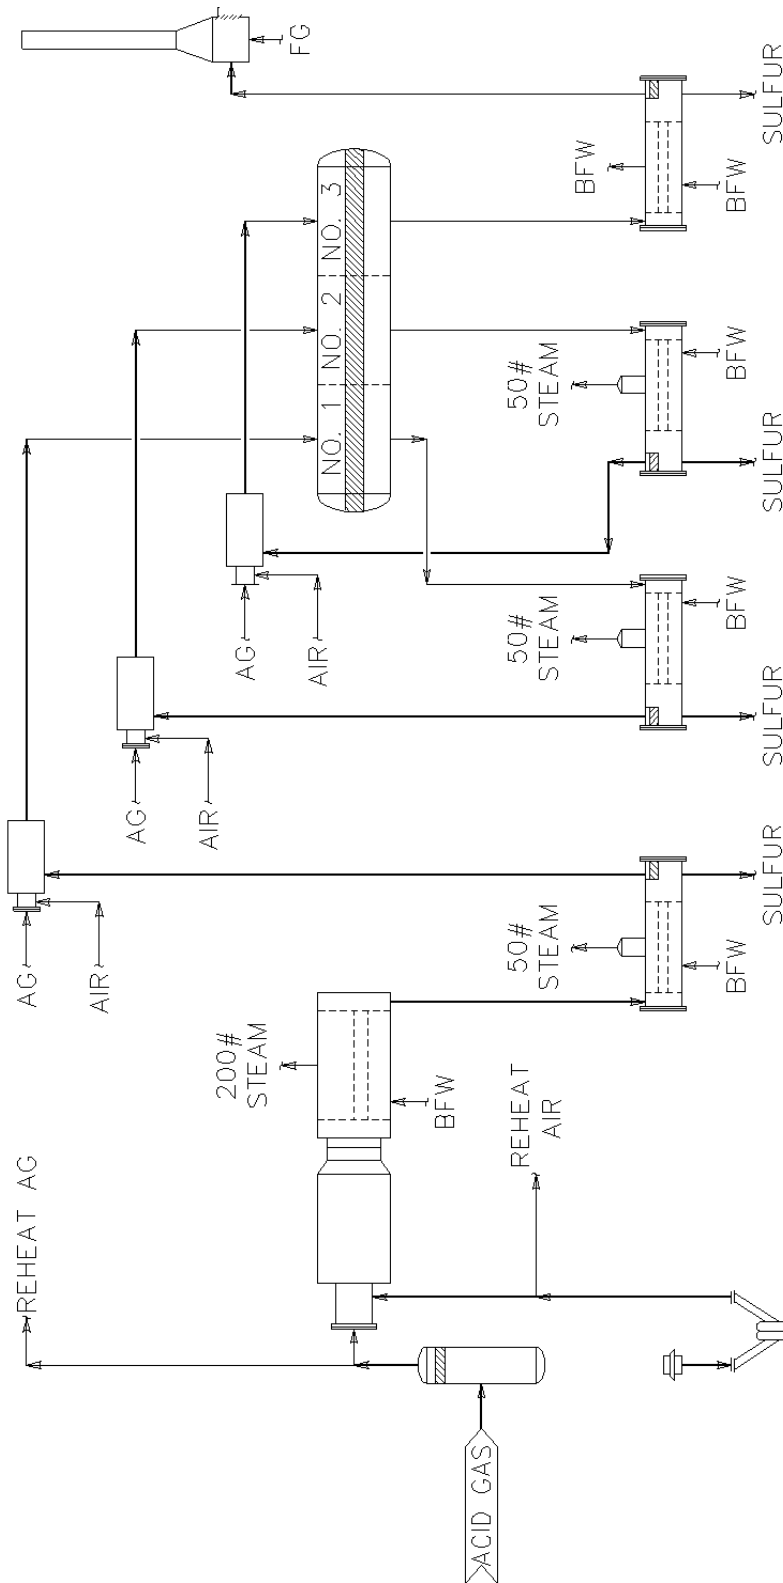 REHEAT AG
AG
AIR
AG
AIR
200#
STEAM
AG
AIR
FG
NO. 1 NO. 2 NO. 3
BFW
ACID GAS
REHEAT
AIR
50#
STEAM
50#
STEAM
50#
STEAM
BFW
BFW
BFW
BFW
BFW
SULFUR
SULFUR
SULFUR
SULFUR